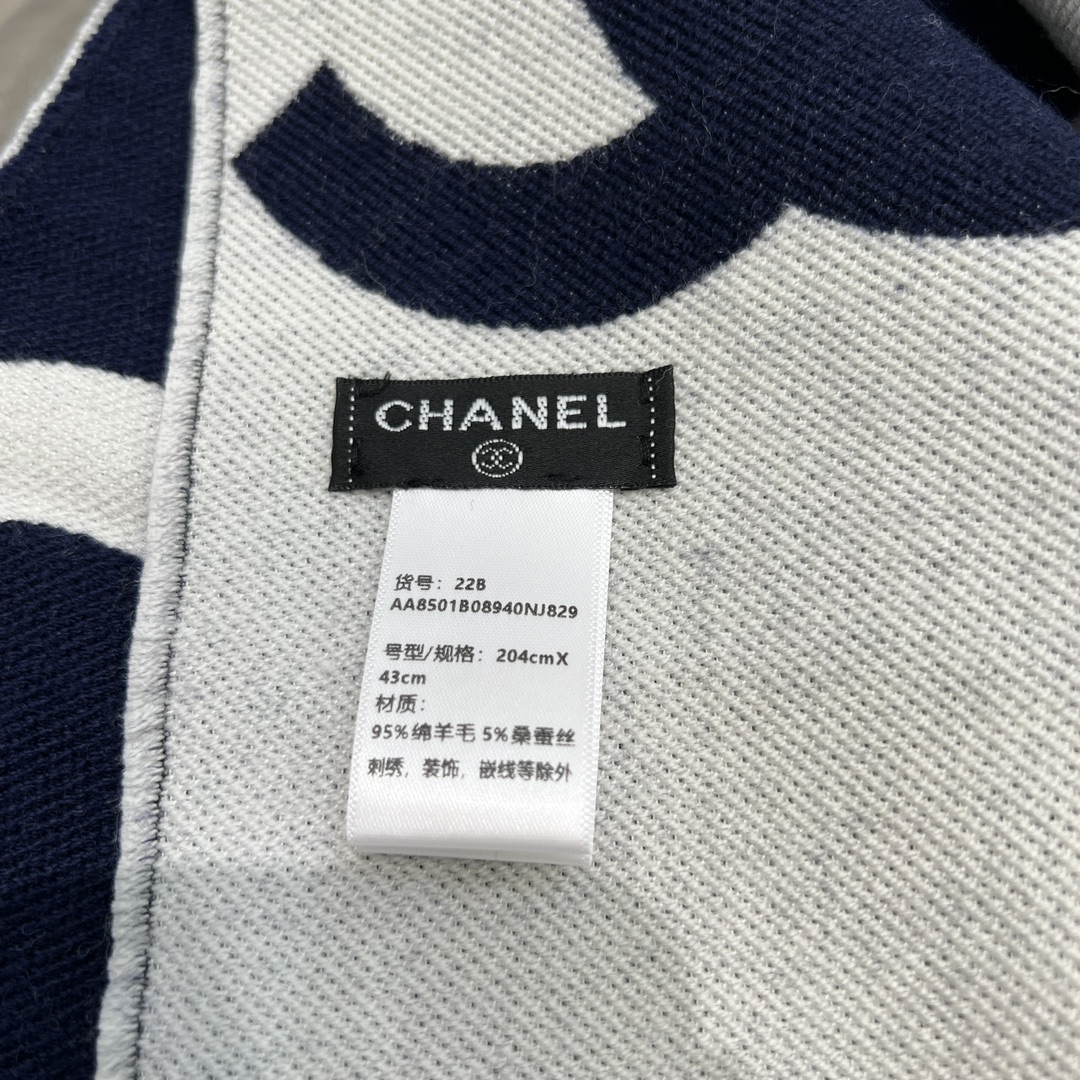 CHANEL
货号：22B
AA8501B08940NJ829
号型/规格：204cmX
43cm
材质：
95%绵羊毛 5%桑蚕丝
刺绣，装饰，嵌线等除外